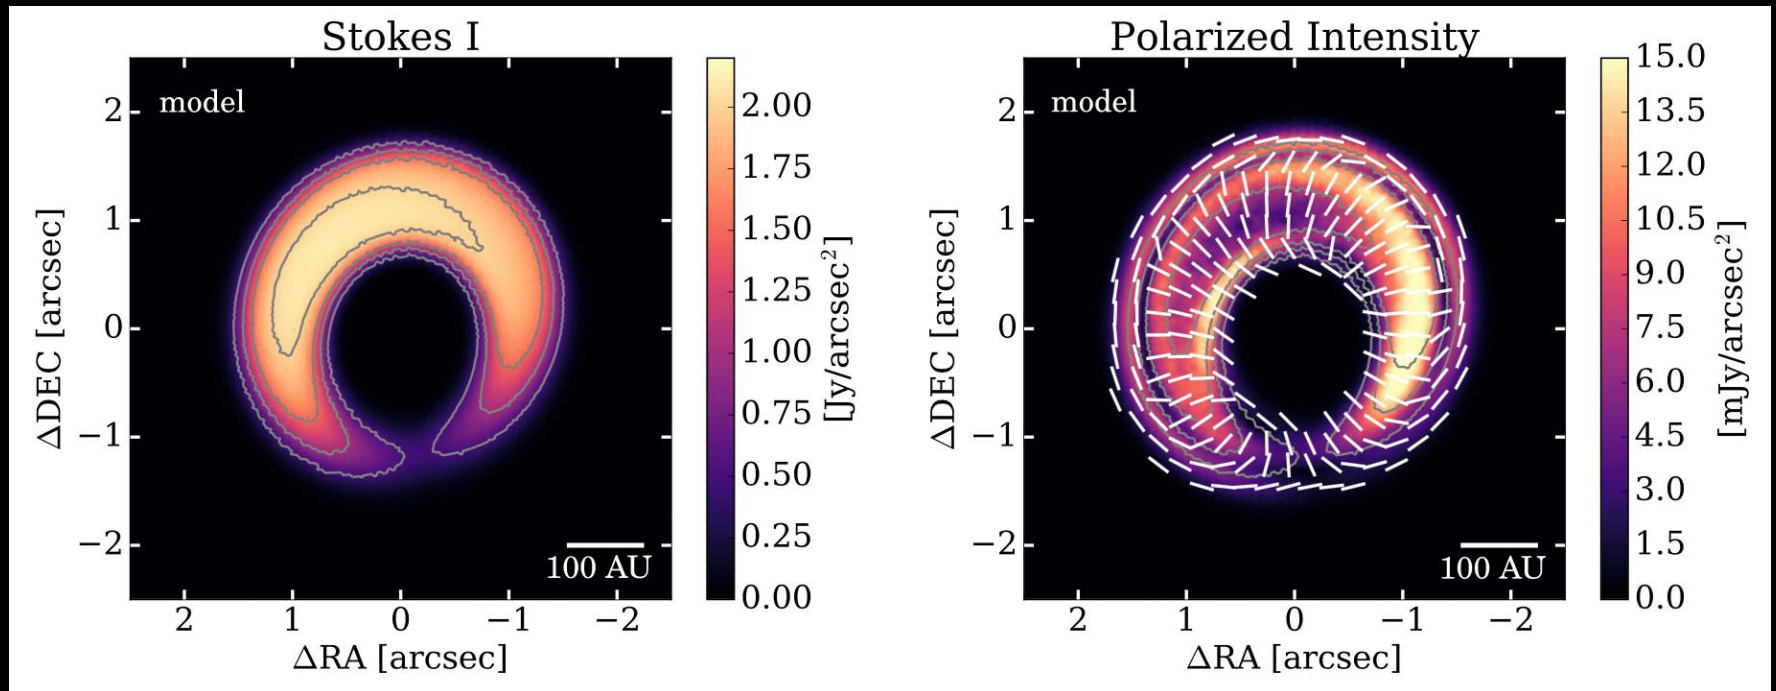 Stokes I
model
2
1
0
−1
−2
ΔDEC [arcsec]
2 1 0 −1 −2
ΔRA [arcsec]
100 AU
2.00
1.75
1.50
1.25
1.00
0.75
0.50
0.25
0.00
[Jy/arcsec²]
Polarized Intensity
model
2
1
0
−1
−2
ΔDEC [arcsec]
2 1 0 −1 −2
ΔRA [arcsec]
100 AU
15.0
13.5
12.0
10.5
9.0
7.5
6.0
4.5
3.0
1.5
0.0
[mJy/arcsec²]